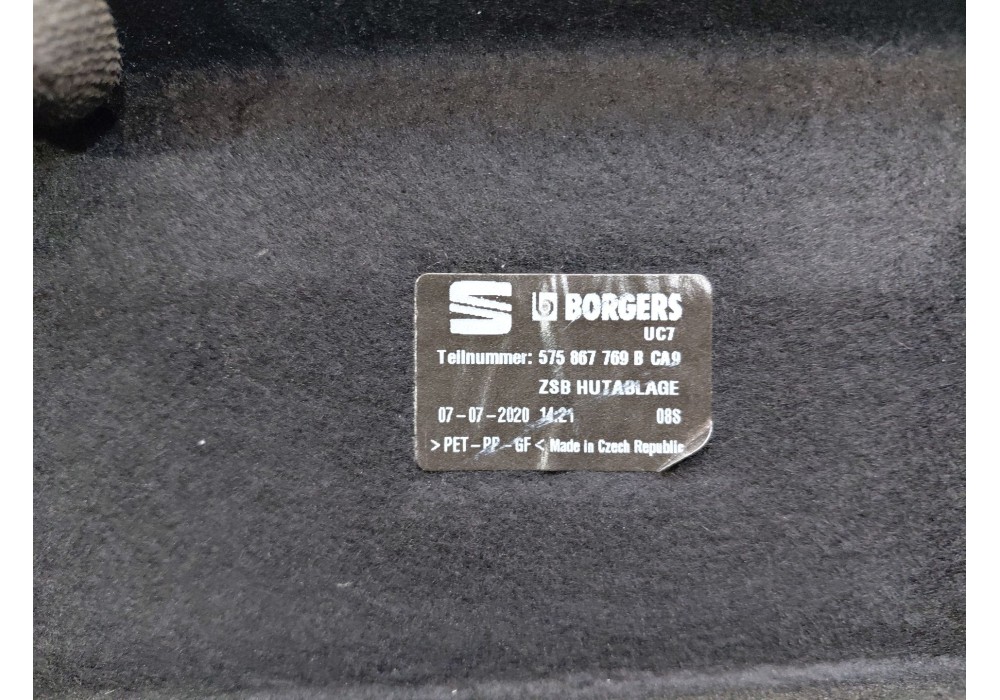 BORGERS
UC7
Teilnummer: 575 867 769 B CA9
ZSB HUTABLAGE
07-07-2020 14:21 08S
>PET-PP-GF< Made in Czech Republic